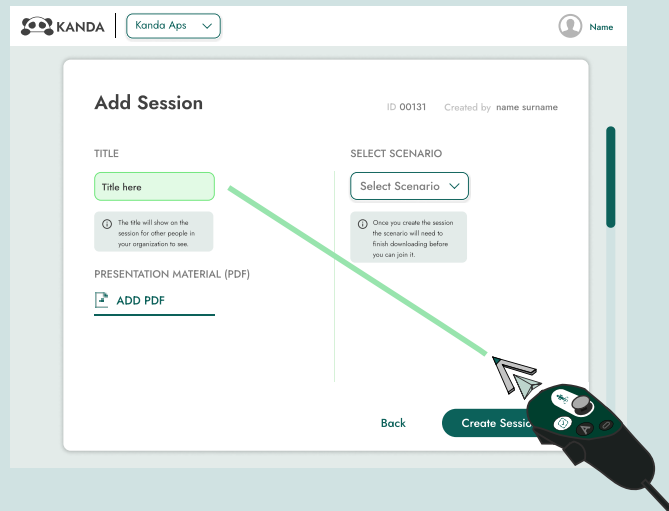 KANDA
Kanda Aps
Name
Add Session
ID 00131 Created by name surname
TITLE
SELECT SCENARIO
Title here
Select Scenario
The title will show on the
session for other people in
your organization to see.
Once you create the session
the scenario will need to
finish downloading before
you can join it.
PRESENTATION MATERIAL (PDF)
ADD PDF
Back
Create Sessio
A